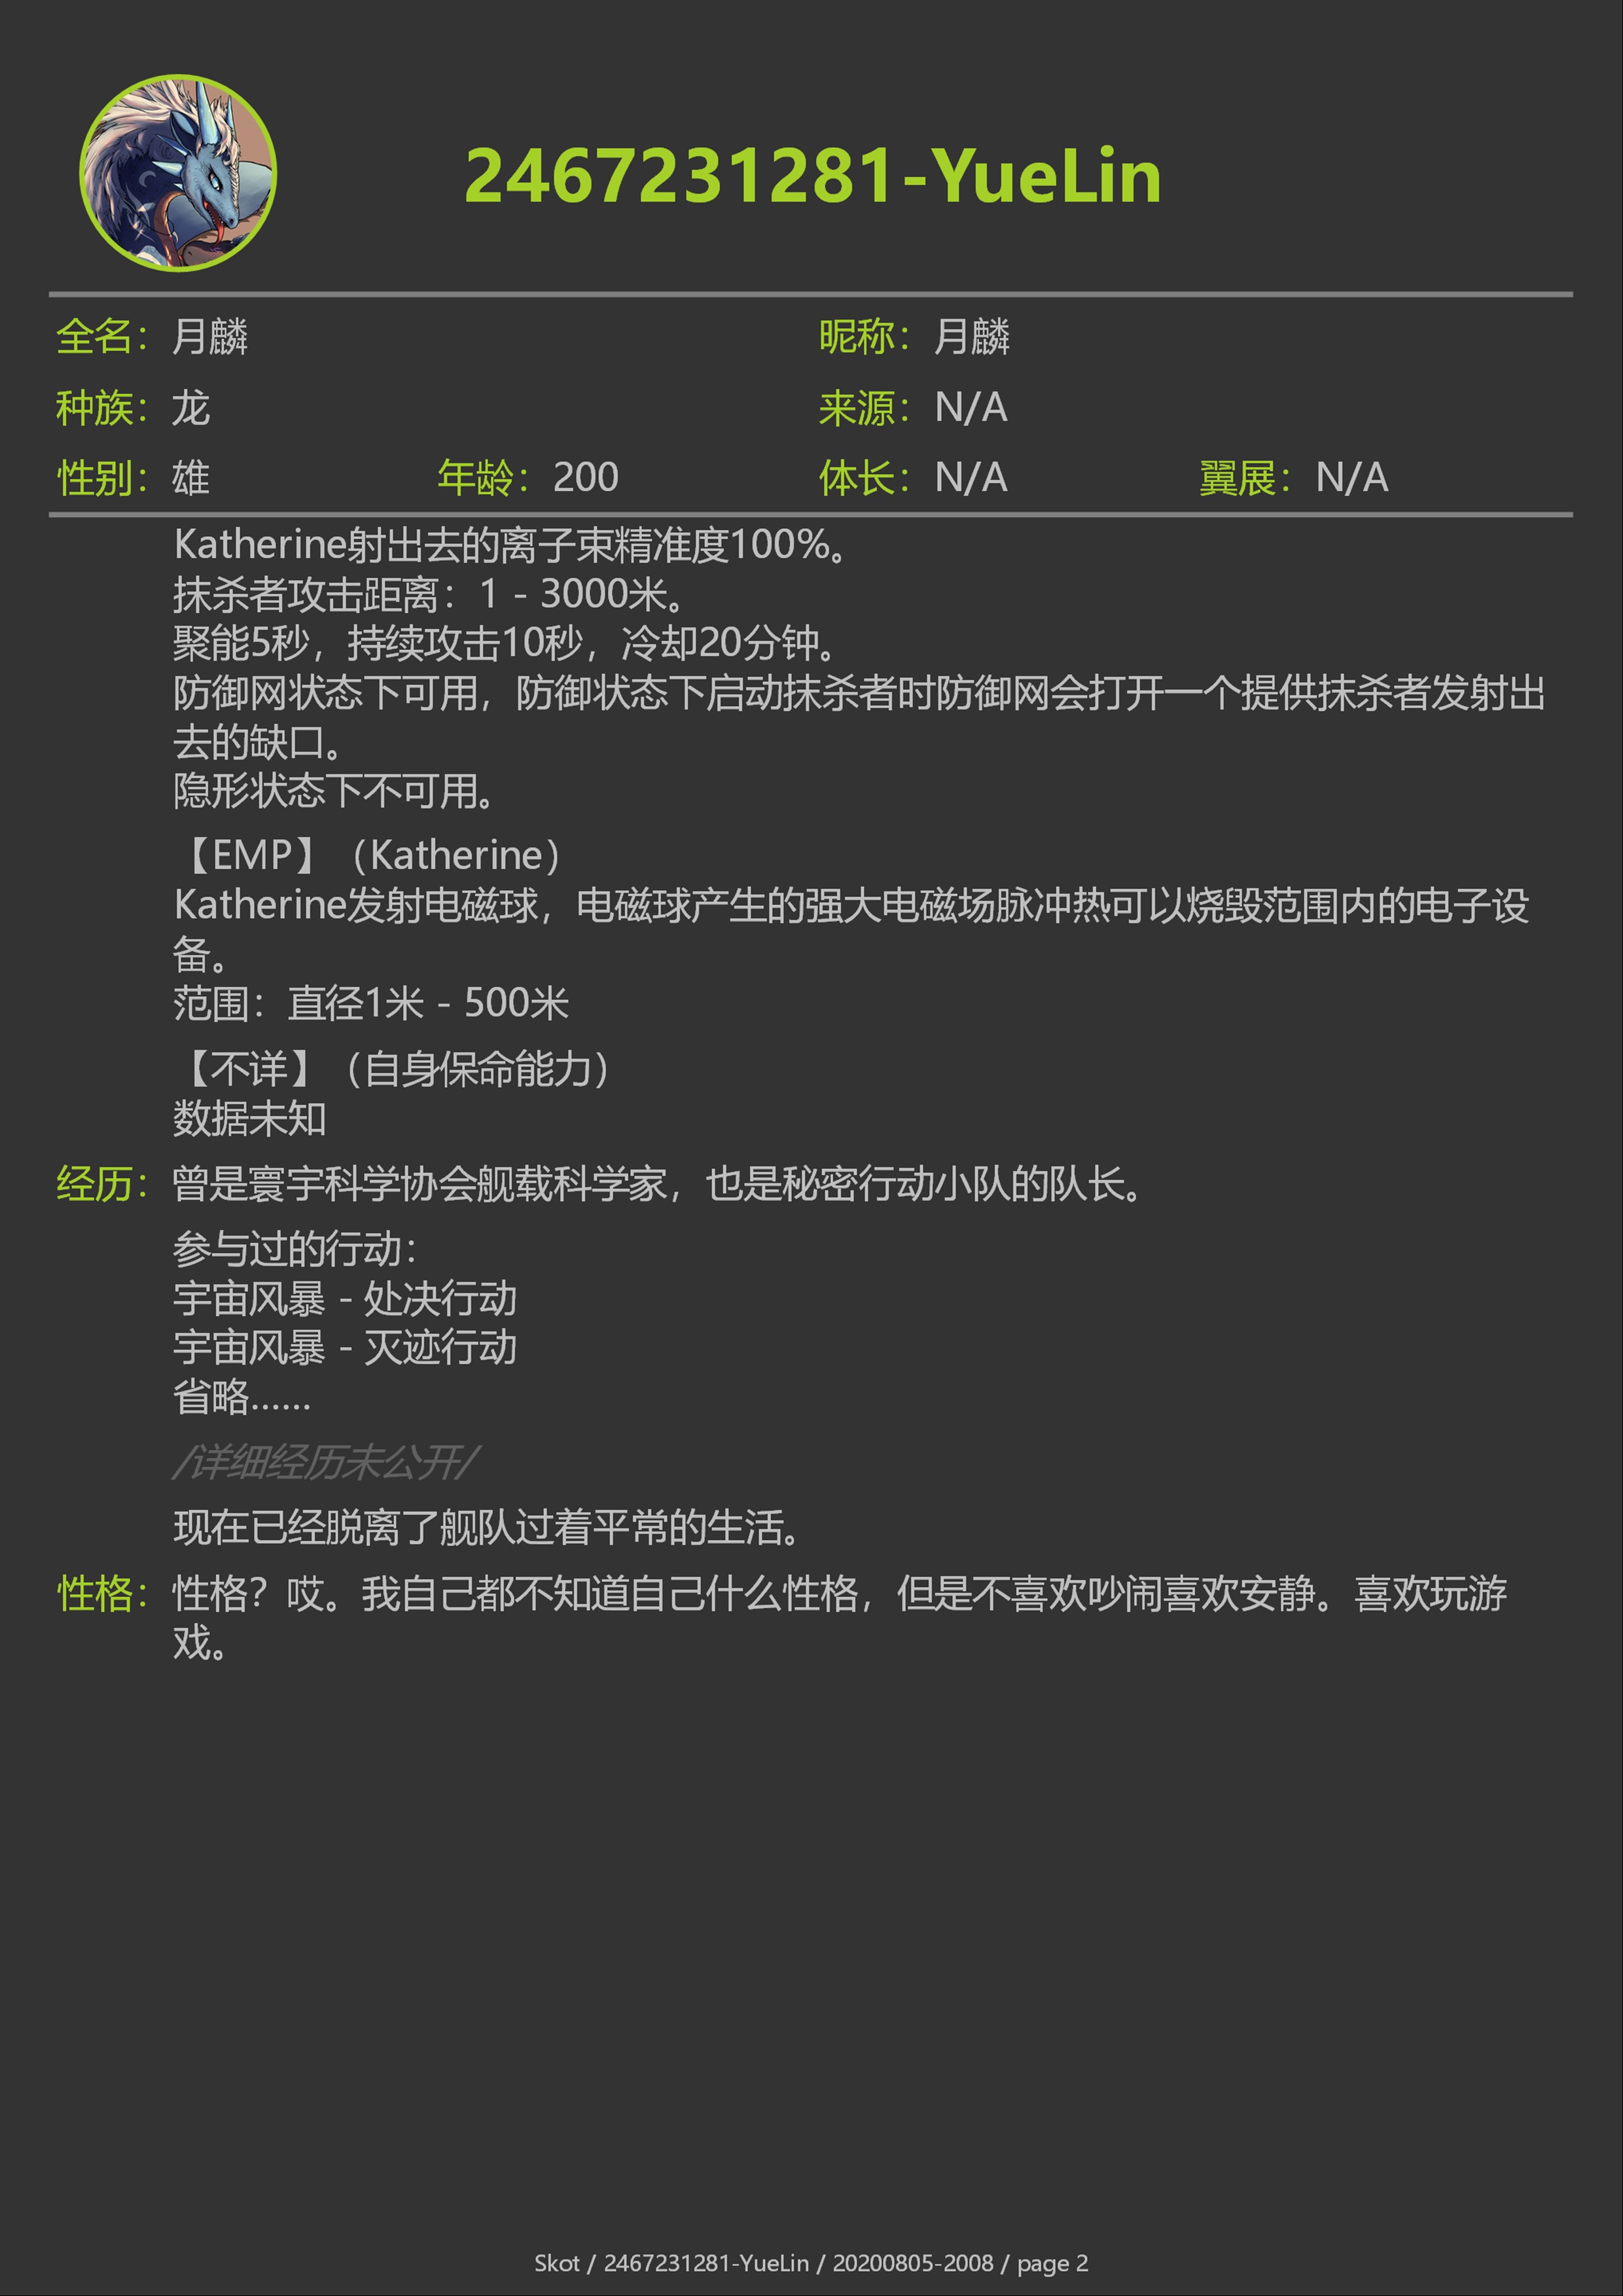 2467231281-YueLin
全名：月麟 昵称：月麟
种族：龙 来源：N/A
性别：雄 年龄：200 体长：N/A 翼展：N/A
Katherine射出去的离子束精准度100%。
抹杀者攻击距离：1 - 3000米。
聚能5秒，持续攻击10秒，冷却20分钟。
防御网状态下可用，防御状态下启动抹杀者时防御网会打开一个提供抹杀者发射出
去的缺口。
隐形状态下不可用。
【EMP】（Katherine）
Katherine发射电磁球，电磁球产生的强大电磁场脉冲热可以烧毁范围内的电子设
备。
范围：直径1米 - 500米
【不详】（自身保命能力）
数据未知
经历：曾是寰宇科学协会舰载科学家，也是秘密行动小队的队长。
参与过的行动：
宇宙风暴 - 处决行动
宇宙风暴 - 灭迹行动
省略……
/详细经历未公开/
现在已经脱离了舰队过着平常的生活。
性格：性格？哎。我自己都不知道自己什么性格，但是不喜欢吵闹喜欢安静。喜欢玩游
戏。
Skot / 2467231281-YueLin / 20200805-2008 / page 2